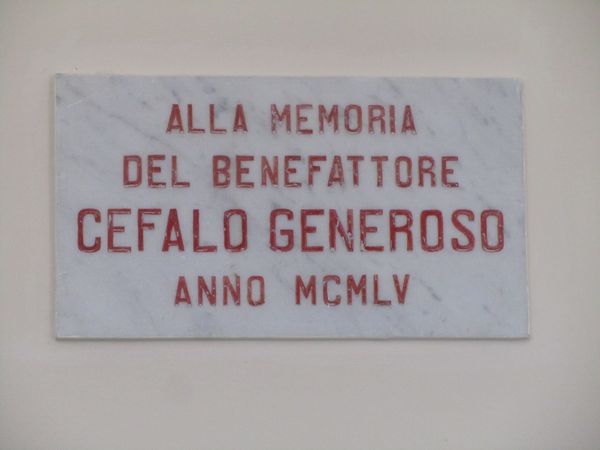 ALLA MEMORIA
DEL BENEFATTORE
CEFALO GENEROSO
ANNO MCMLV